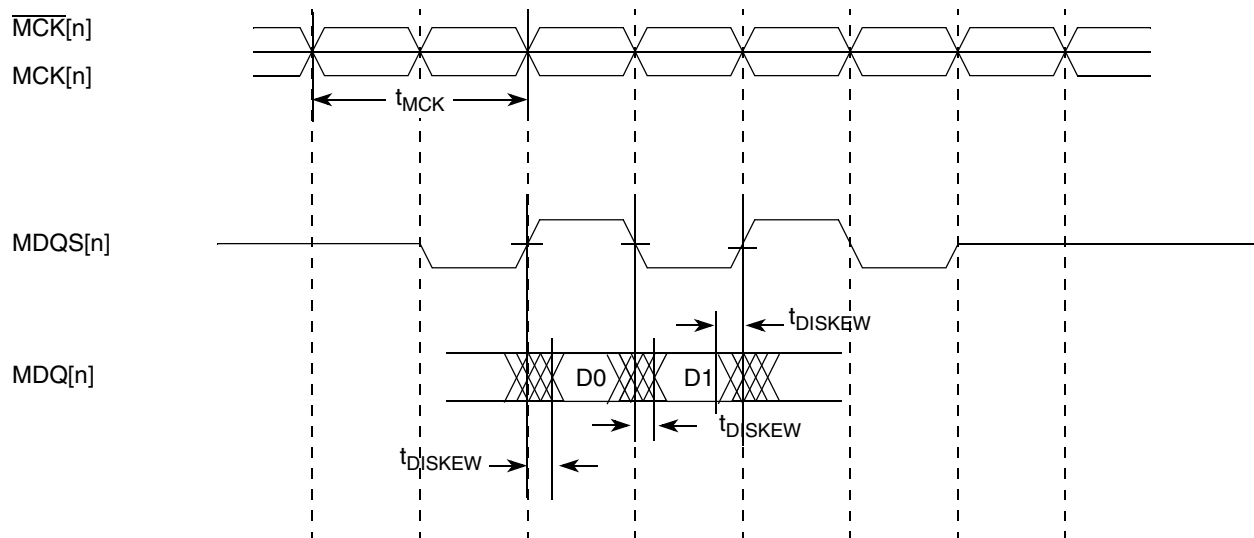 MCK[n]
MCK[n]
tMCK
MDQS[n]
tDISKEW
MDQ[n]
D0
D1
tDISKEW
tDISKEW